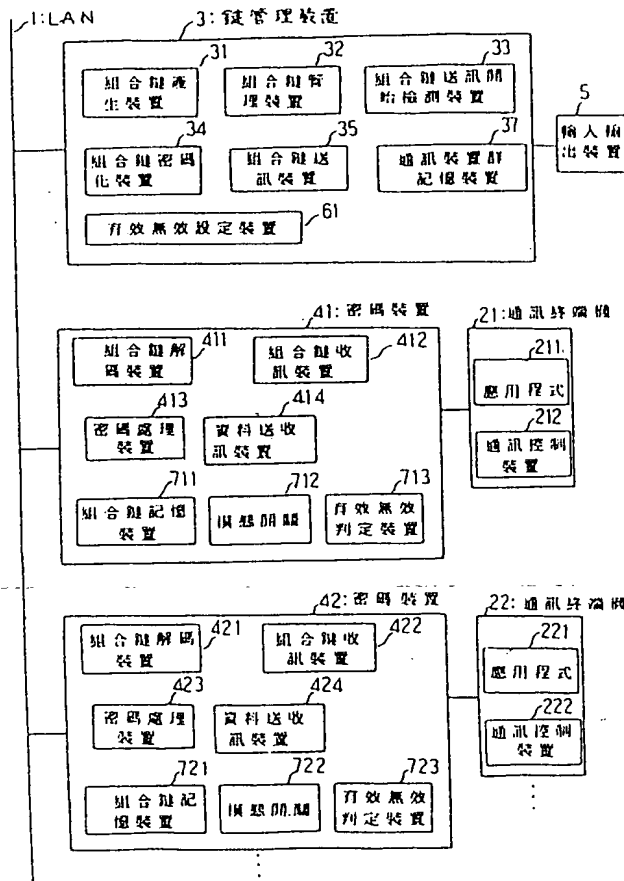 1:LAN
3:鍵管理裝置
31
組合鍵產
生裝置
32
組合鍵管
理裝置
33
組合鍵送訊開
始檢測裝置
5
輸入輸
出裝置
34
組合鍵密碼
化裝置
35
組合鍵送
訊裝置
37
通訊裝置群
記憶裝置
61
有效無效設定裝置
41:密碼裝置
411
組合鍵解
碼裝置
412
組合鍵收
訊裝置
413
密碼處理
裝置
414
資料送收
訊裝置
711
組合鍵記憶
裝置
712
模態開關
713
有效無效
判定裝置
21:通訊終端機
211
應用程式
212
通訊控制
裝置
42:密碼裝置
421
組合鍵解碼
裝置
422
組合鍵收
訊裝置
423
密碼處理
裝置
424
資料送收
訊裝置
721
組合鍵記
憶裝置
722
模態開關
723
有效無效
判定裝置
22:通訊終端機
221
應用程式
222
通訊控制
裝置